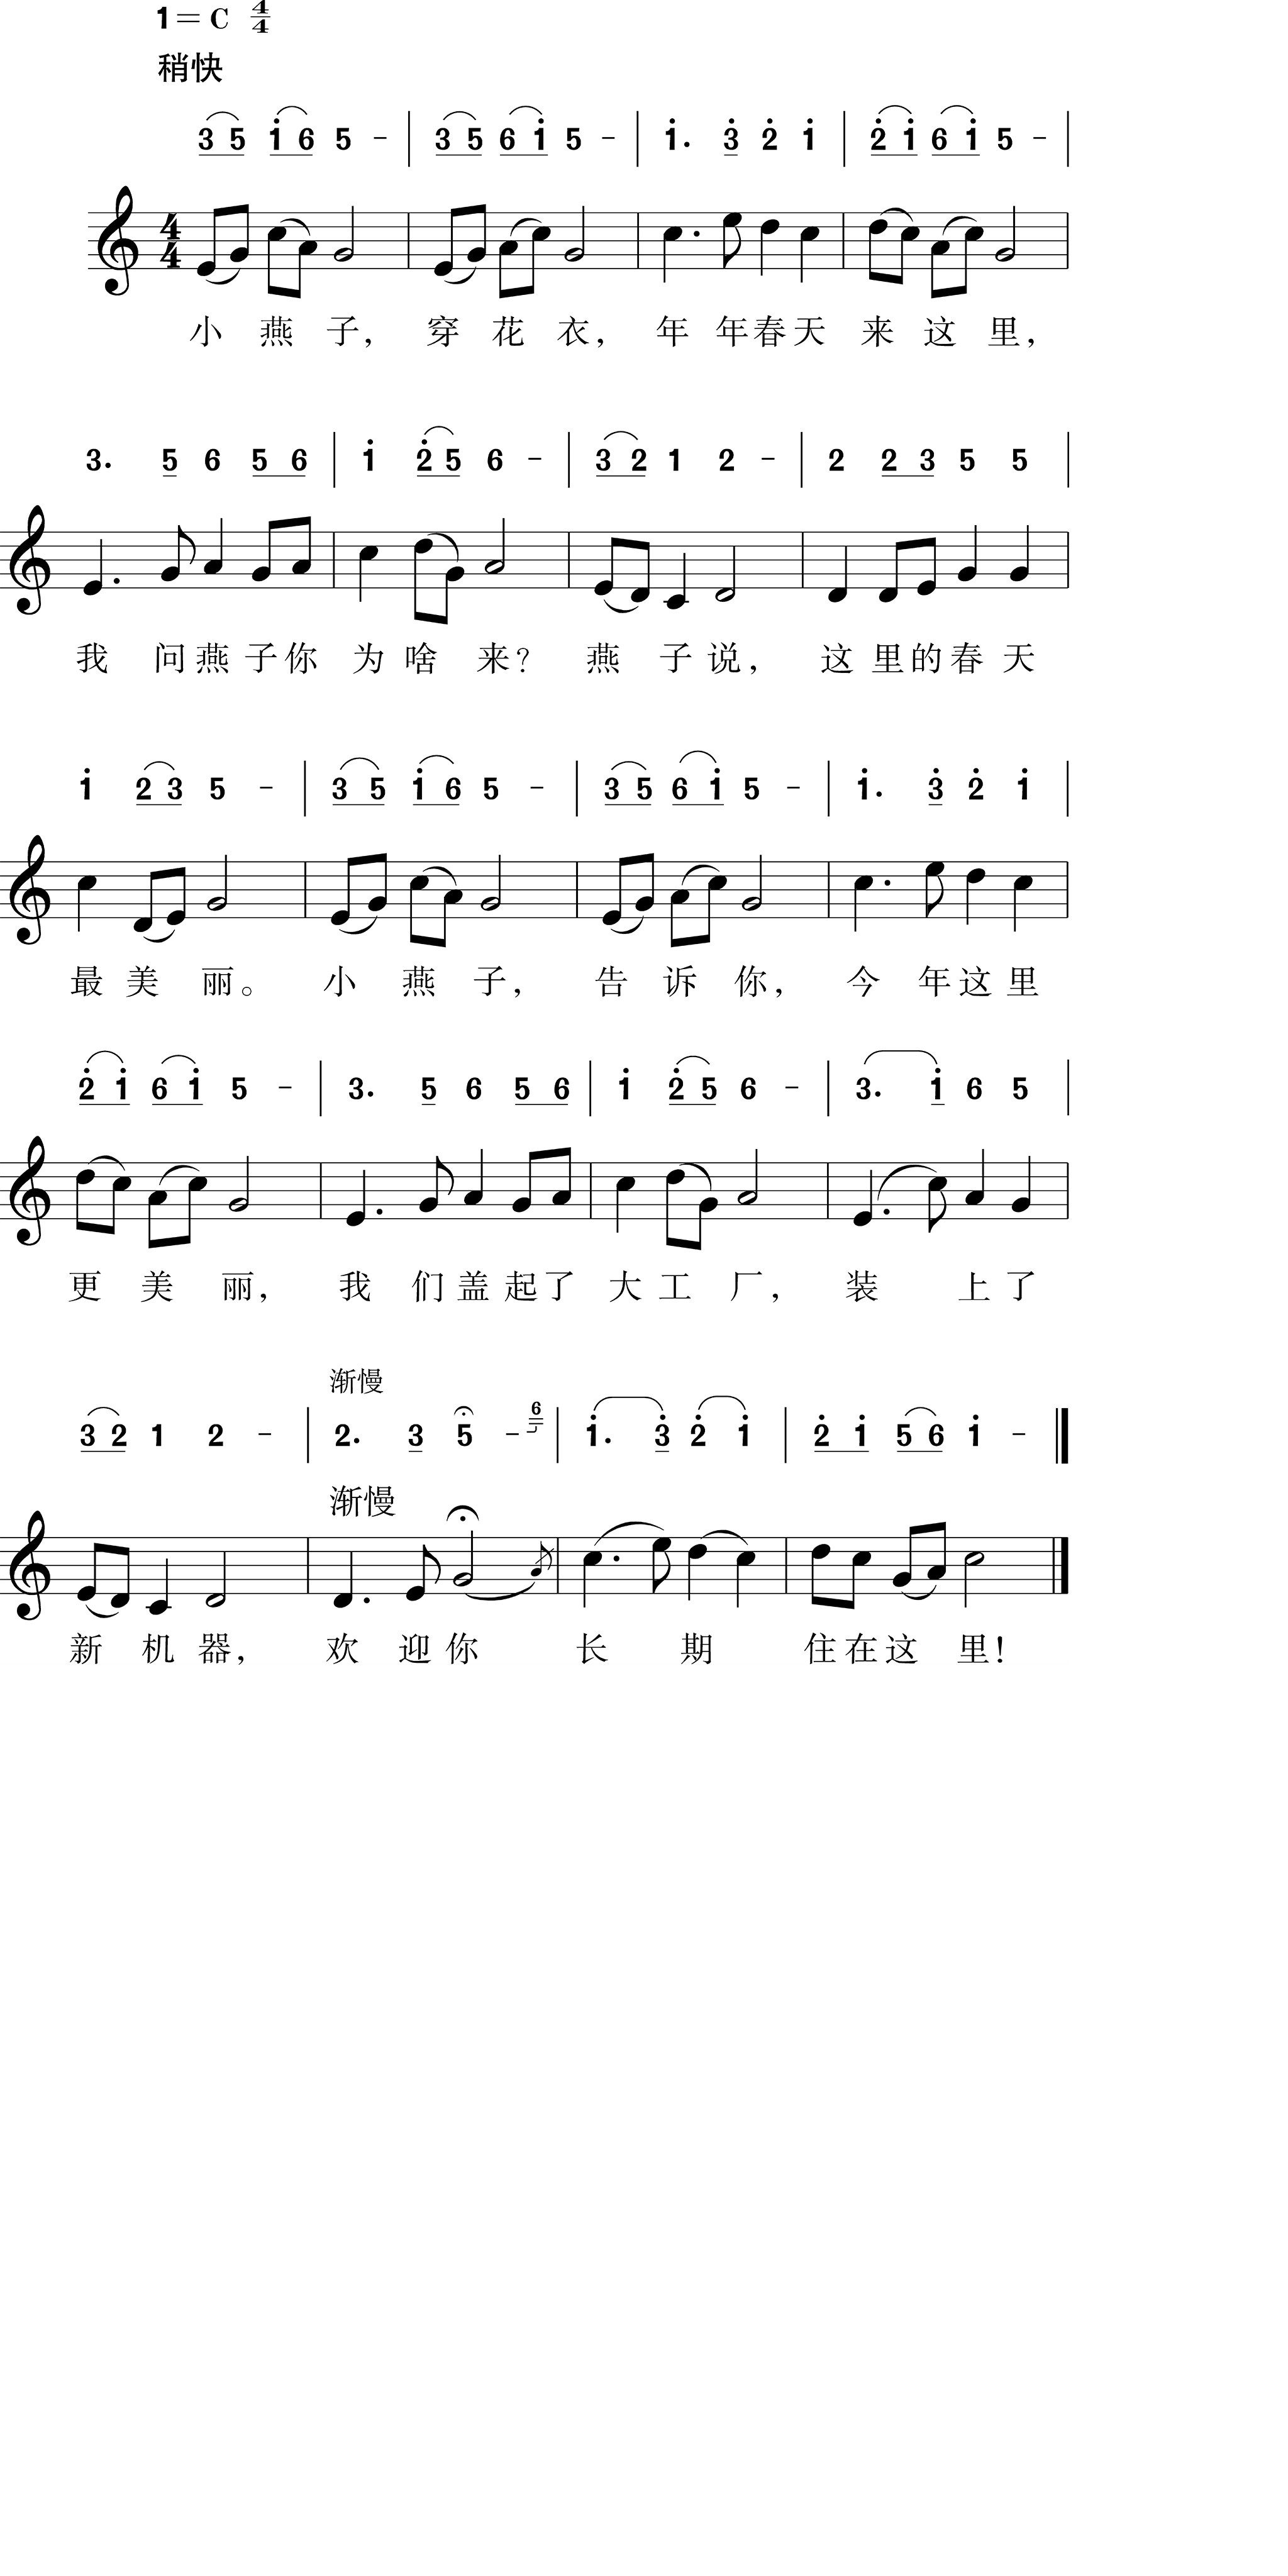 1=C 4/4
稍快
3 5 i 6 5 - | 3 5 6 i 5 - | i. 3̇ 2̇ i | 2̇ i 6 i 5 - |
小 燕 子, 穿 花 衣, 年 年春天 来 这 里,
3. 5 6 5 6 | i 2̇ 5 6 - | 3 2 1 2 - | 2 2 3 5 5 |
我 问燕子你 为啥 来? 燕 子说, 这 里的春天
i 2 3 5 - | 3 5 i 6 5 - | 3 5 6 i 5 - | i. 3̇ 2̇ i |
最 美 丽。 小 燕 子, 告 诉 你, 今 年这里
2̇ i 6 i 5 - | 3. 5 6 5 6 | i 2̇ 5 6 - | 3. i 6 5 |
更 美 丽, 我 们盖起了 大工 厂, 装 上了
渐慢
3 2 1 2 - | 2. 3 5 - 6 | i. 3̇ 2̇ i | 2̇ i 5 6 i - ‖
渐慢
新 机器, 欢 迎你 长 期 住在这 里!